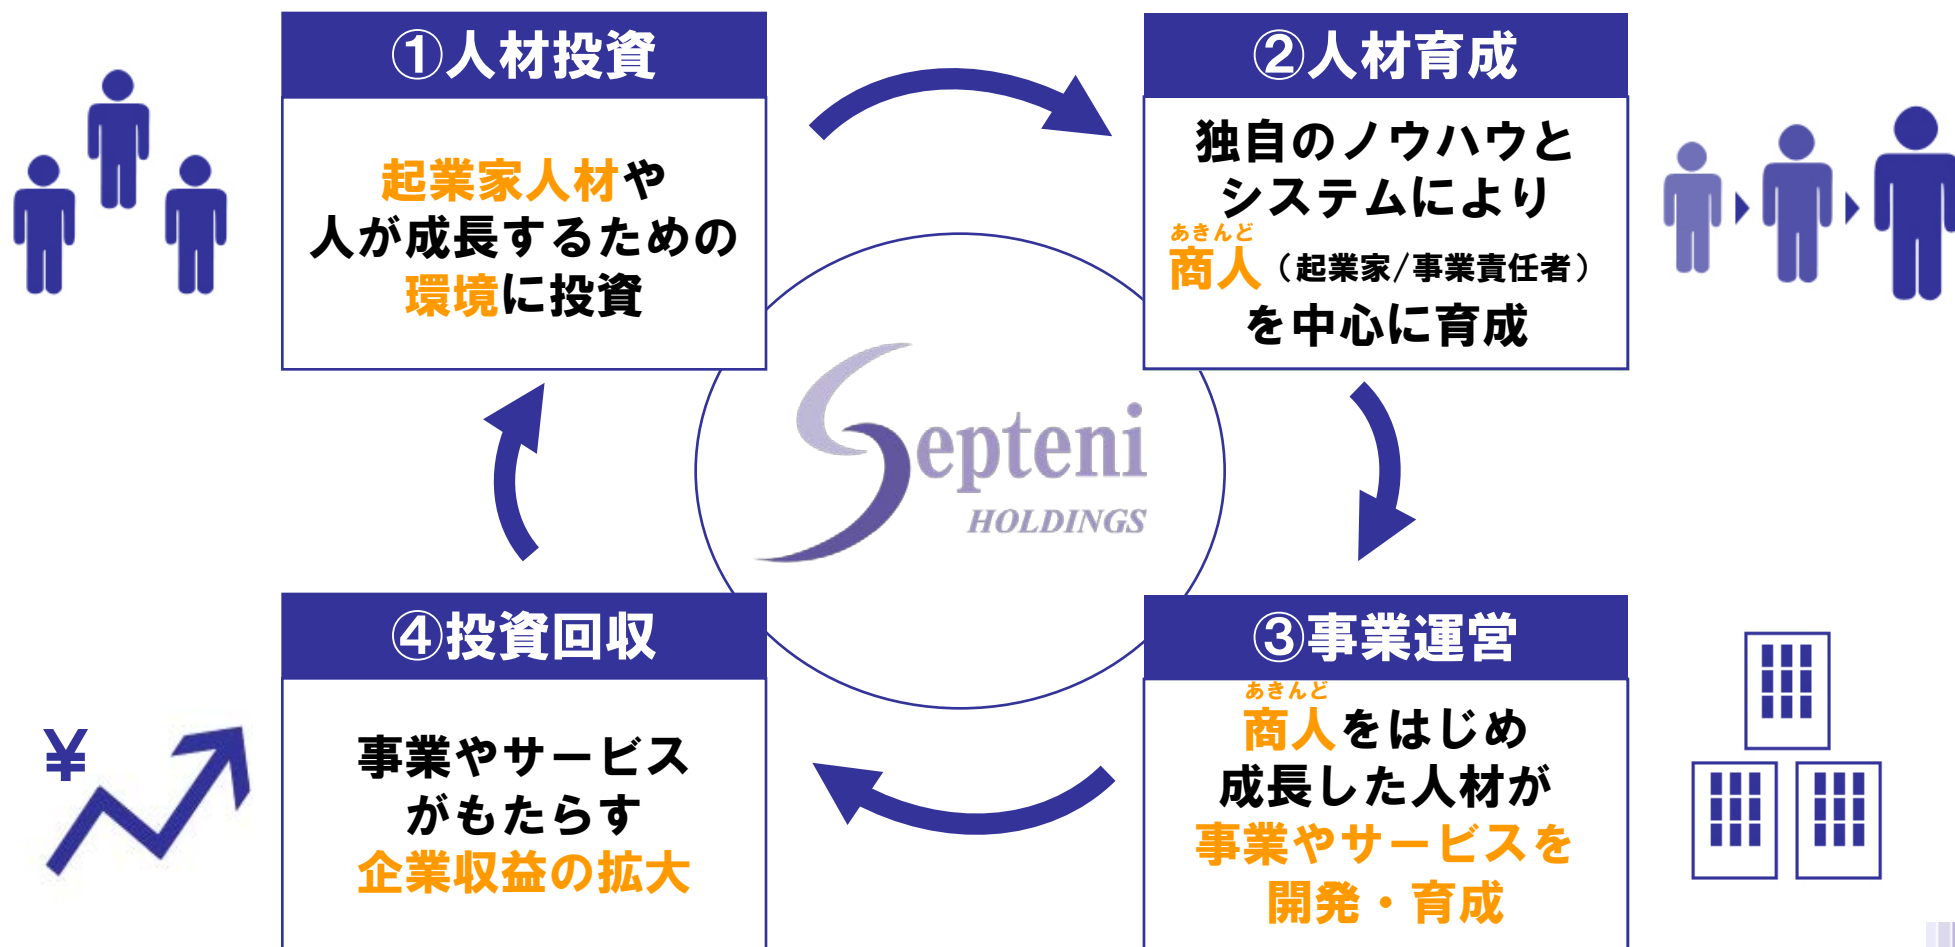 ①人材投資
起業家人材や
人が成長するための
環境に投資
②人材育成
独自のノウハウと
システムにより
あきんど
商人（起業家/事業責任者）
を中心に育成
Septeni
HOLDINGS
④投資回収
事業やサービス
がもたらす
企業収益の拡大
③事業運営
あきんど
商人をはじめ
成長した人材が
事業やサービスを
開発・育成
¥